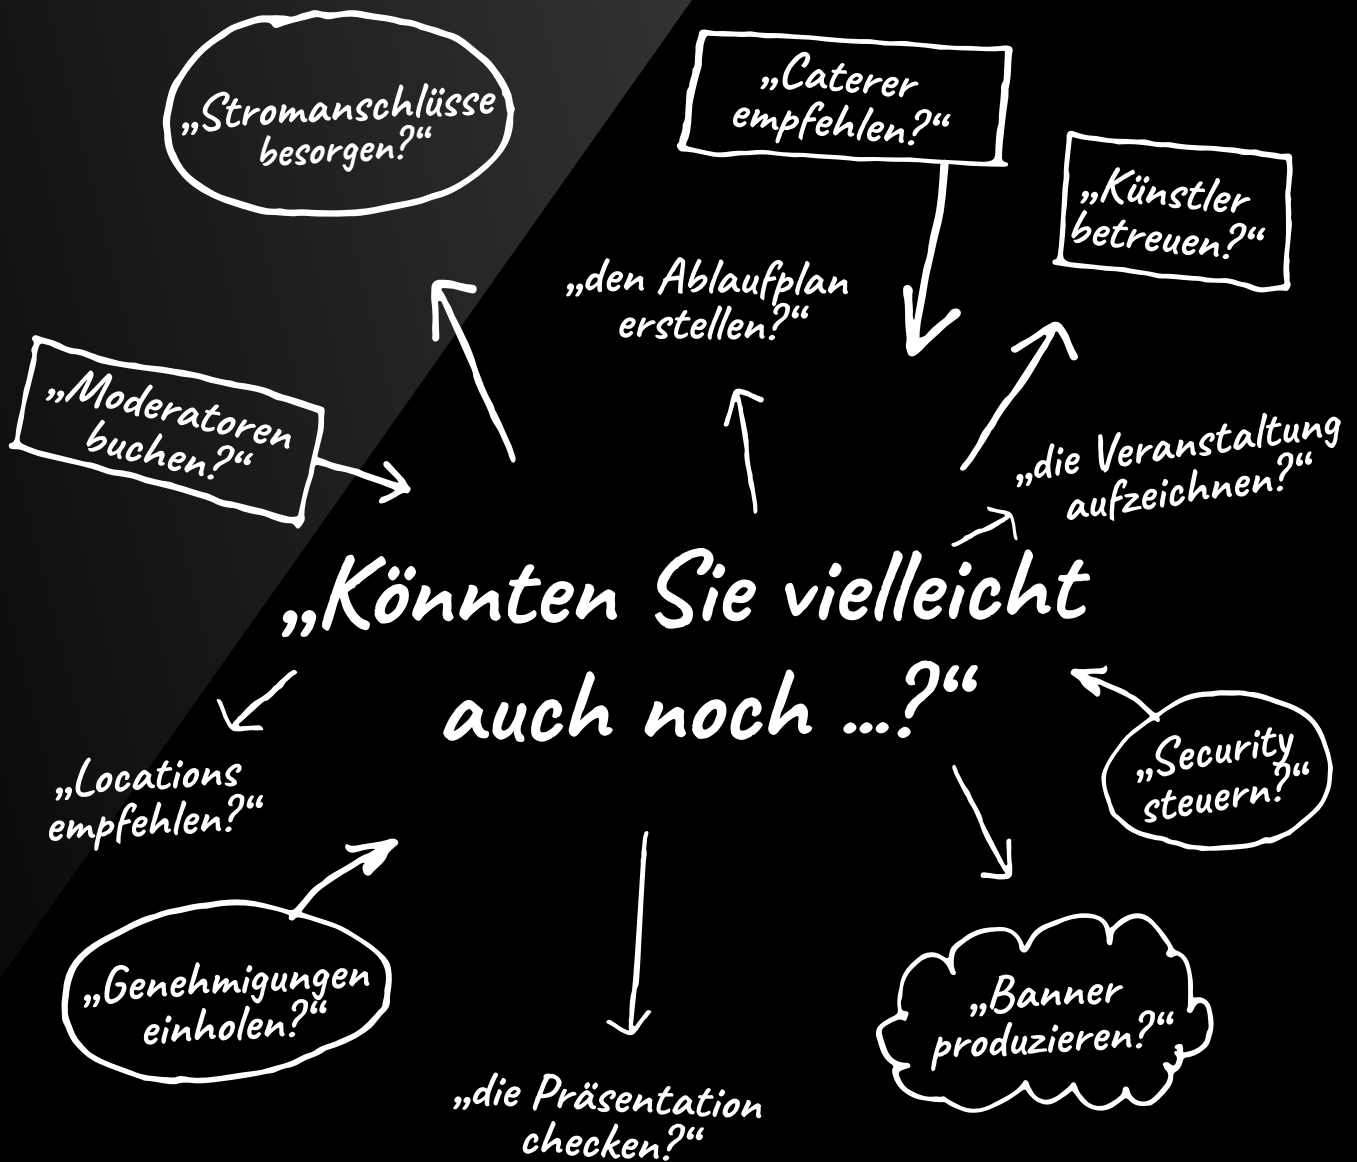 „Stromanschlüsse
besorgen?“
„Caterer
empfehlen?“
„Künstler
betreuen?“
„den Ablaufplan
erstellen?“
„Moderatoren
buchen?“
„die Veranstaltung
aufzeichnen?“
„Könnten Sie vielleicht
auch noch ...?“
„Locations
empfehlen?“
„Security
steuern?“
„Genehmigungen
einholen?“
„Banner
produzieren?“
„die Präsentation
checken?“